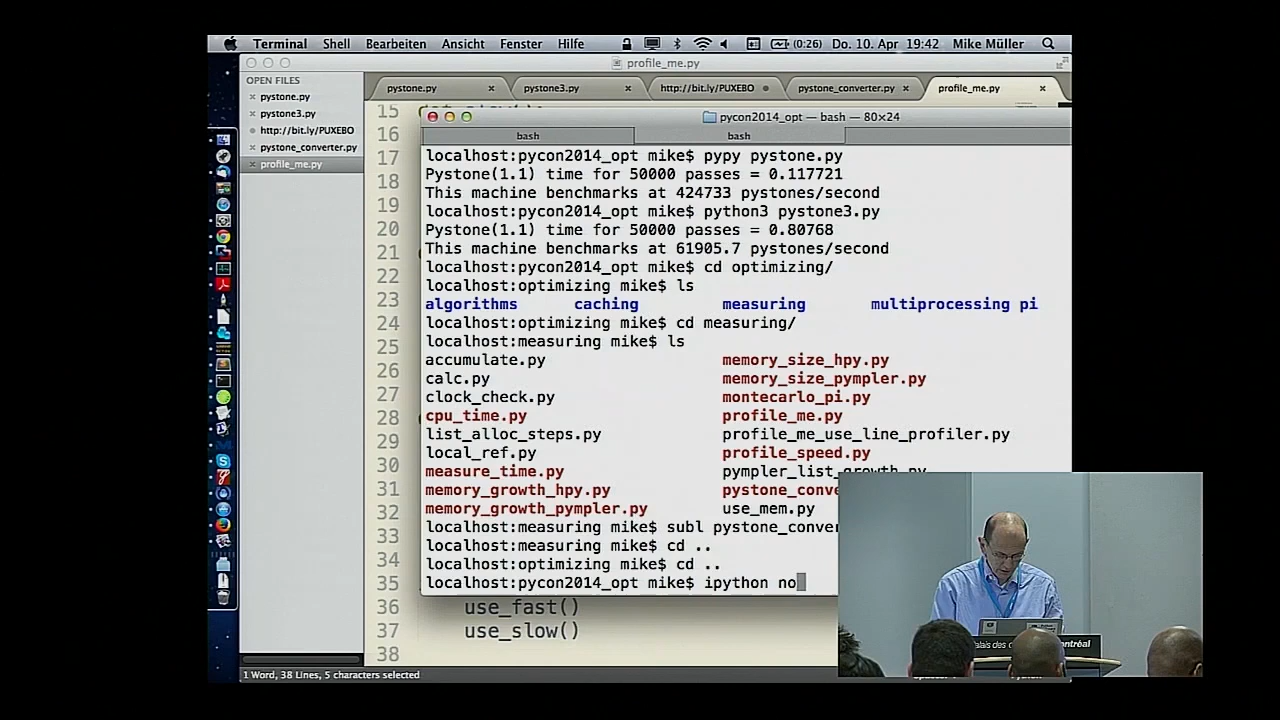 Terminal Shell Bearbeiten Ansicht Fenster Hilfe (0:26) Do. 10. Apr 19:42 Mike Müller
profile_me.py
OPEN FILES
pystone.py
pystone3.py
http://bit.ly/PUXEBO
pystone_converter.py
profile_me.py
pystone.py pystone3.py http://bit.ly/PUXEBO pystone_converter.py profile_me.py
pycon2014_opt — bash — 80×24
bash bash
localhost:pycon2014_opt mike$ pypy pystone.py
Pystone(1.1) time for 50000 passes = 0.117721
This machine benchmarks at 424733 pystones/second
localhost:pycon2014_opt mike$ python3 pystone3.py
Pystone(1.1) time for 50000 passes = 0.80768
This machine benchmarks at 61905.7 pystones/second
localhost:pycon2014_opt mike$ cd optimizing/
localhost:optimizing mike$ ls
algorithms caching measuring multiprocessing pi
localhost:optimizing mike$ cd measuring/
localhost:measuring mike$ ls
accumulate.py memory_size_hpy.py
calc.py memory_size_pympler.py
clock_check.py montecarlo_pi.py
cpu_time.py profile_me.py
list_alloc_steps.py profile_me_use_line_profiler.py
local_ref.py profile_speed.py
measure_time.py pympler_list_growth.py
memory_growth_hpy.py pystone_conve
memory_growth_pympler.py use_mem.py
localhost:measuring mike$ subl pystone_conver
localhost:measuring mike$ cd ..
localhost:optimizing mike$ cd ..
localhost:pycon2014_opt mike$ ipython no
15
16
17
18
19
20
21
22
23
24
25
26
27
28
29
30
31
32
33
34
35
36 use_fast()
37 use_slow()
38
1 Word, 38 Lines, 5 characters selected
alais des c ontréal